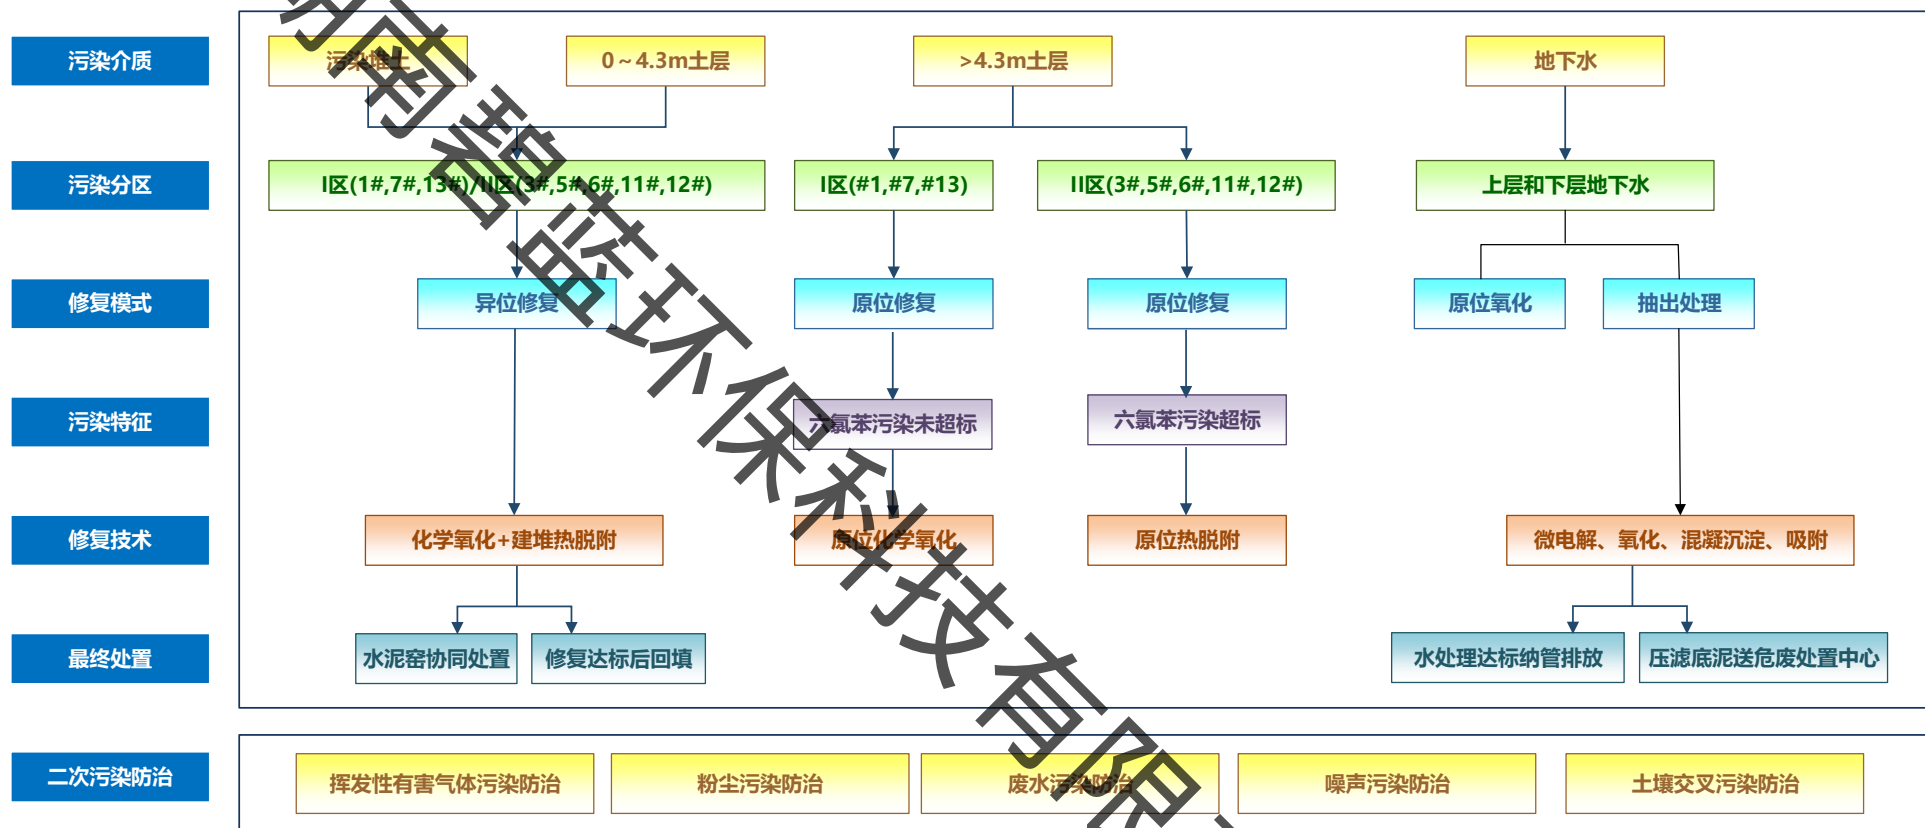 污染介质
污染堆土
0～4.3m土层
>4.3m土层
地下水
污染分区
I区(1#,7#,13#)/II区(3#,5#,6#,11#,12#)
I区(#1,#7,#13)
II区(3#,5#,6#,11#,12#)
上层和下层地下水
修复模式
异位修复
原位修复
原位修复
原位氧化
抽出处理
污染特征
六氯苯污染未超标
六氯苯污染超标
修复技术
化学氧化+建堆热脱附
原位化学氧化
原位热脱附
微电解、氧化、混凝沉淀、吸附
最终处置
水泥窑协同处置
修复达标后回填
水处理达标纳管排放
压滤底泥送危废处置中心
二次污染防治
挥发性有害气体污染防治
粉尘污染防治
废水污染防治
噪声污染防治
土壤交叉污染防治
南碧蓝环保科技有限